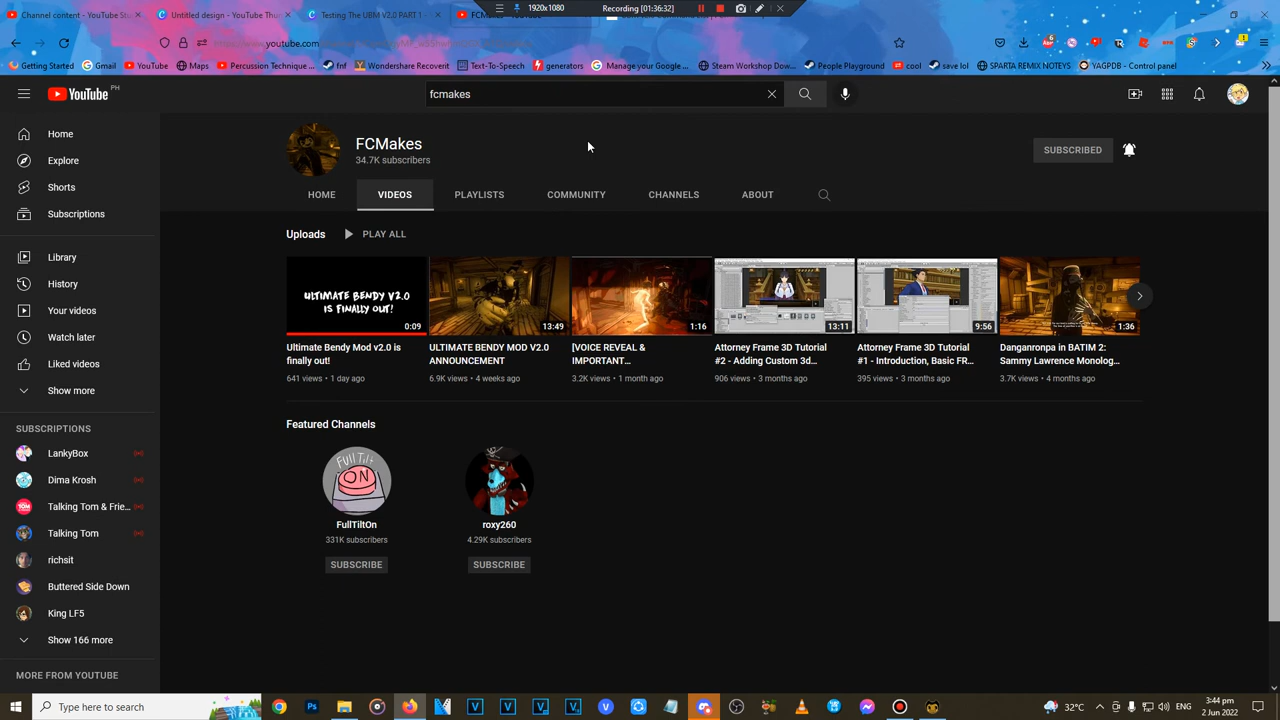 1920x1080
Recording [01:36:32]
Channel content - YouTube Stu
Untitled design - YouTube Thu
Testing The UBM V2.0 PART 1 -
Getting Started
Gmail
YouTube
Maps
Percussion Technique ...
fnf
Wondershare Recoverit
Text-To-Speech
generators
Manage your Google ...
Steam Workshop Dow...
People Playground
cool
save lol
SPARTA REMIX NOTEYS
YAGPDB - Control panel
YouTube PH
fcmakes
Home
Explore
Shorts
Subscriptions
Library
History
Your videos
Watch later
Liked videos
Show more
SUBSCRIPTIONS
LankyBox
Dima Krosh
Talking Tom & Frie...
Talking Tom
richsit
Buttered Side Down
King LF5
Show 166 more
MORE FROM YOUTUBE
FCMakes
34.7K subscribers
SUBSCRIBED
HOME
VIDEOS
PLAYLISTS
COMMUNITY
CHANNELS
ABOUT
Uploads
PLAY ALL
ULTIMATE BENDY V2.0
IS FINALLY OUT!
0:09
Ultimate Bendy Mod v2.0 is
finally out!
641 views • 1 day ago
13:49
ULTIMATE BENDY MOD V2.0
ANNOUNCEMENT
6.9K views • 4 weeks ago
1:16
[VOICE REVEAL &
IMPORTANT...
3.2K views • 1 month ago
13:11
Attorney Frame 3D Tutorial
#2 - Adding Custom 3d...
906 views • 3 months ago
9:56
Attorney Frame 3D Tutorial
#1 - Introduction, Basic FR...
395 views • 3 months ago
1:36
Danganronpa in BATIM 2:
Sammy Lawrence Monolog...
3.7K views • 4 months ago
Featured Channels
FULL TILT
ON
FullTiltOn
331K subscribers
SUBSCRIBE
roxy260
4.29K subscribers
SUBSCRIBE
Type here to search
32°C
3:44 pm
2 Jun 2022